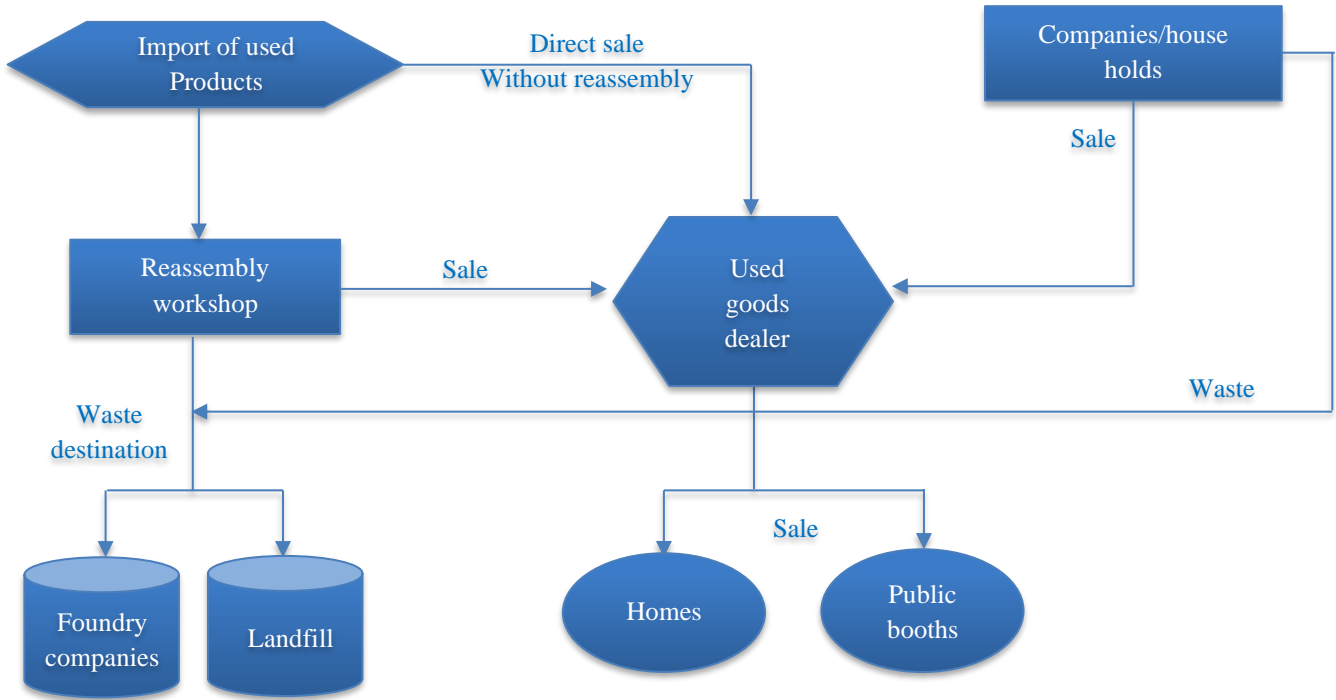 Import of used
Products
Direct sale
Without reassembly
Companies/house
holds
Sale
Reassembly
workshop
Sale
Used
goods
dealer
Waste
destination
Waste
Sale
Foundry
companies
Landfill
Homes
Public
booths